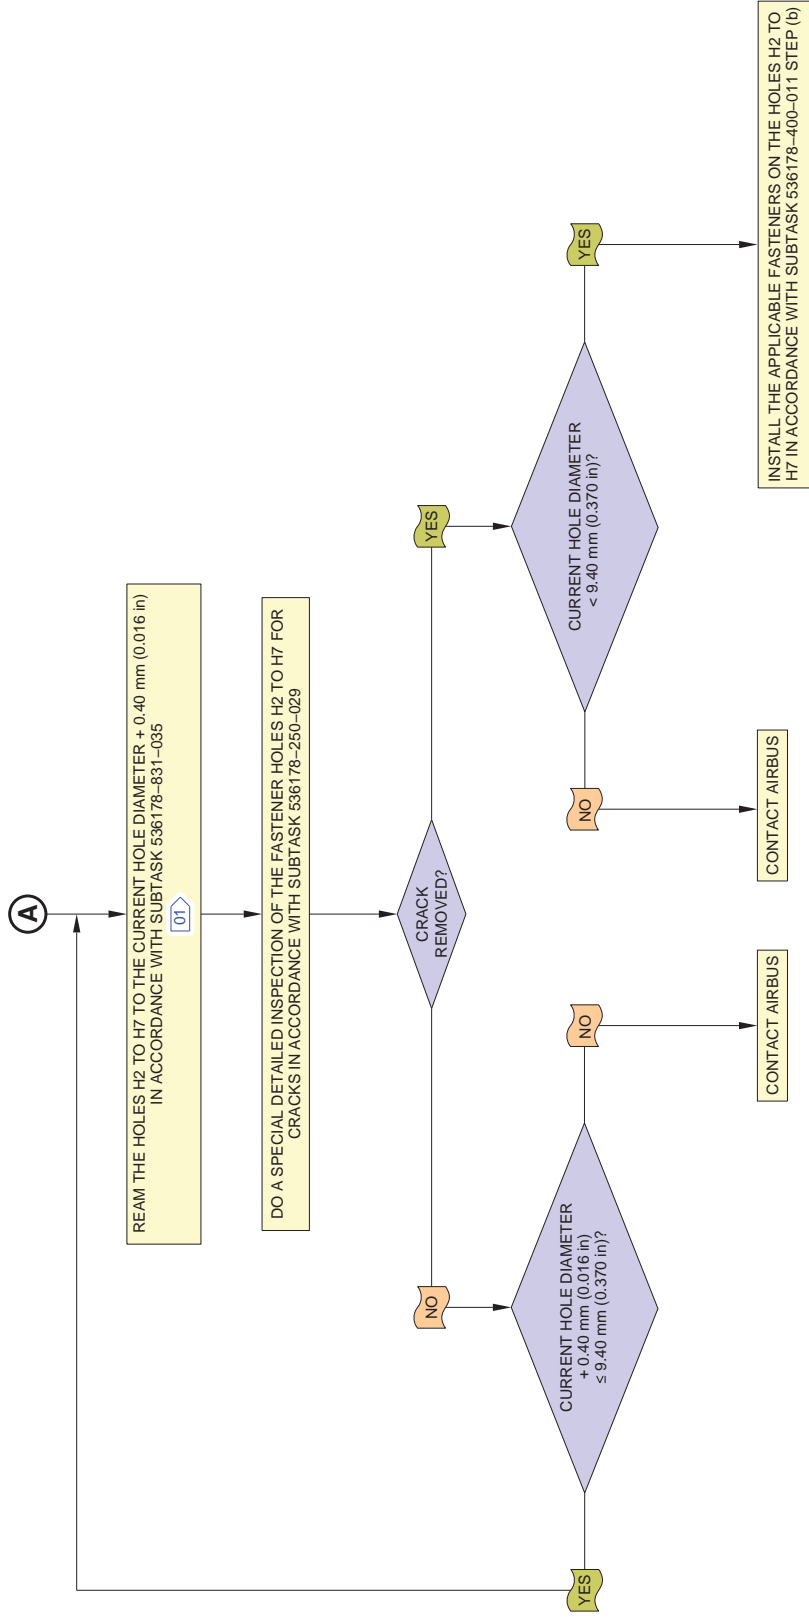 A
REAM THE HOLES H2 TO H7 TO THE CURRENT HOLE DIAMETER + 0.40 mm (0.016 in)
IN ACCORDANCE WITH SUBTASK 536178–831–035
01
DO A SPECIAL DETAILED INSPECTION OF THE FASTENER HOLES H2 TO H7 FOR
CRACKS IN ACCORDANCE WITH SUBTASK 536178–250–029
CRACK
REMOVED?
NO
YES
CURRENT HOLE DIAMETER
+ 0.40 mm (0.016 in)
≤ 9.40 mm (0.370 in)?
CURRENT HOLE DIAMETER
< 9.40 mm (0.370 in)?
YES
NO
NO
YES
CONTACT AIRBUS
CONTACT AIRBUS
INSTALL THE APPLICABLE FASTENERS ON THE HOLES H2 TO
H7 IN ACCORDANCE WITH SUBTASK 536178–400–011 STEP (b)